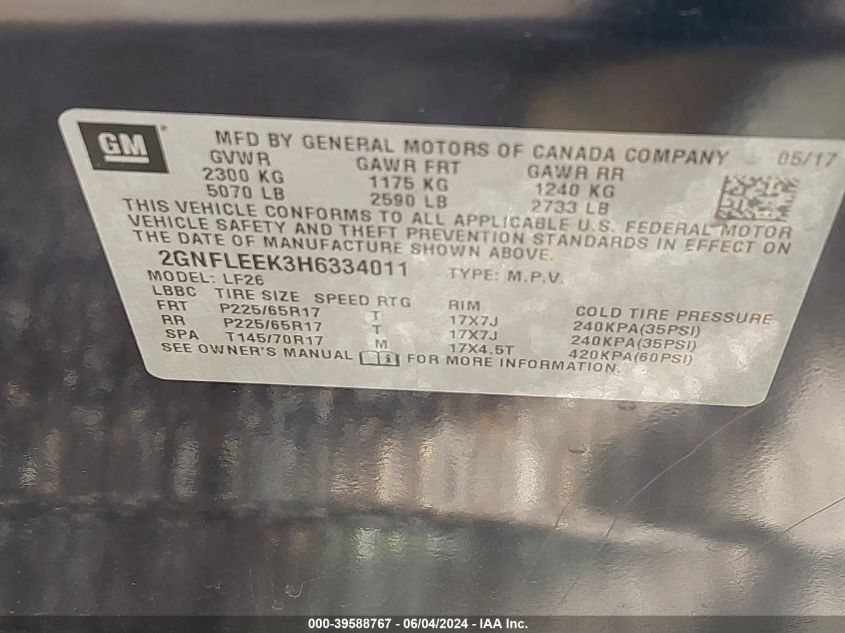 GM
MFD BY GENERAL MOTORS OF CANADA COMPANY 05/17
GVWR GAWR FRT GAWR RR
2300 KG 1175 KG 1240 KG
5070 LB 2590 LB 2733 LB
THIS VEHICLE CONFORMS TO ALL APPLICABLE U.S. FEDERAL MOTOR
VEHICLE SAFETY AND THEFT PREVENTION STANDARDS IN EFFECT ON
THE DATE OF MANUFACTURE SHOWN ABOVE.
2GNFLEEK3H6334011 TYPE: M.P.V.
MODEL: LF26
LBBC TIRE SIZE SPEED RTG RIM COLD TIRE PRESSURE
FRT P225/65R17 T 17X7J 240KPA(35PSI)
RR P225/65R17 T 17X7J 240KPA(35PSI)
SPA T145/70R17 M 17X4.5T 420KPA(60PSI)
SEE OWNER'S MANUAL FOR MORE INFORMATION.
000-39588767 - 06/04/2024 - IAA Inc.